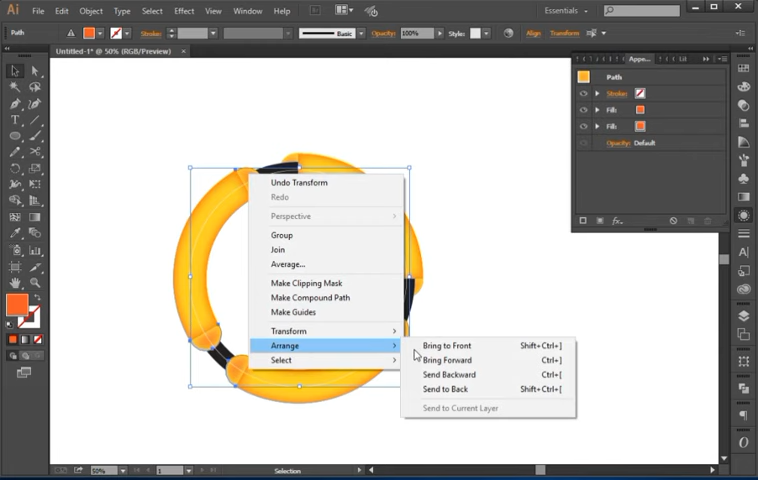 Ai File Edit Object Type Select Effect View Window Help Essentials
Path Stroke: Basic Opacity: 100% Style: Align Transform
Untitled-1* @ 50% (RGB/Preview) ×
Appe...
Path
Stroke:
Fill:
Fill:
Opacity: Default
fx
Undo Transform
Redo
Perspective
Group
Join
Average...
Make Clipping Mask
Make Compound Path
Make Guides
Transform
Arrange
Select
Bring to Front Shift+Ctrl+]
Bring Forward Ctrl+]
Send Backward Ctrl+[
Send to Back Shift+Ctrl+[
Send to Current Layer
50% 1 Selection